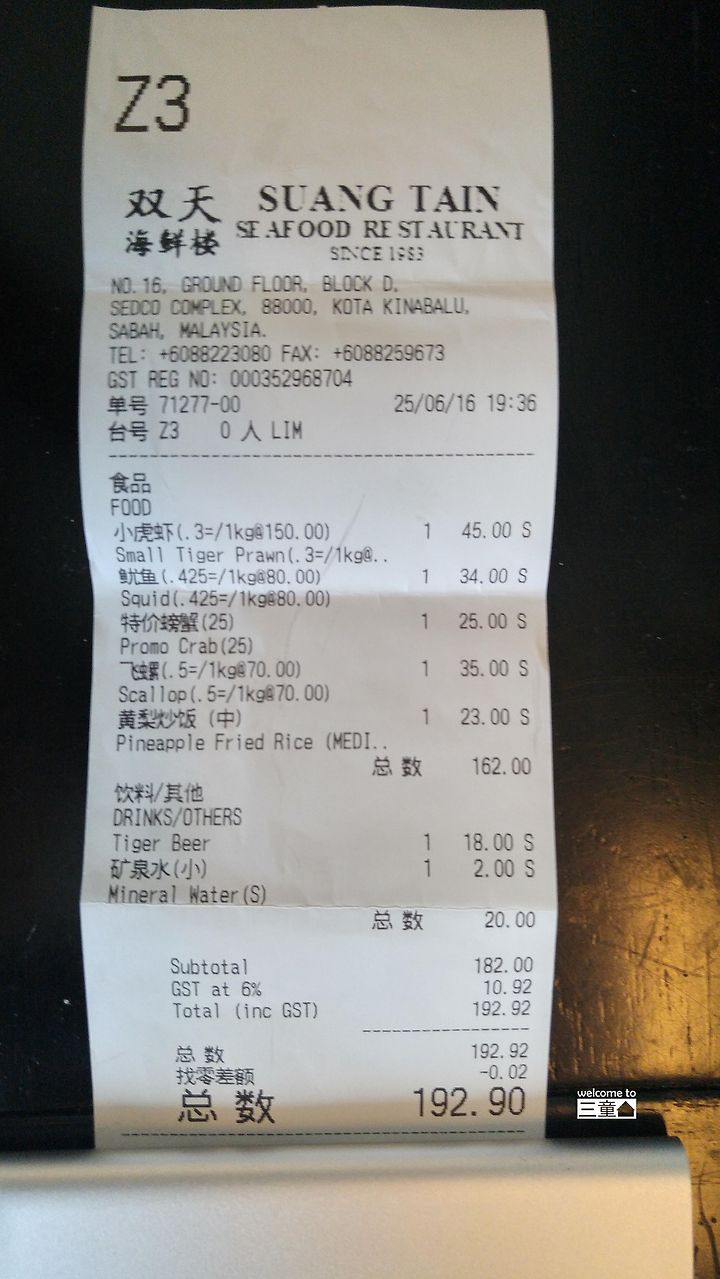 Z3
双天 SUANG TAIN
海鲜楼 SEAFOOD RESTAURANT
SINCE 1983
NO.16, GROUND FLOOR, BLOCK D,
SEDCO COMPLEX, 88000, KOTA KINABALU,
SABAH, MALAYSIA.
TEL: +6088223080 FAX: +6088259673
GST REG NO: 000352968704
单号 71277-00 25/06/16 19:36
台号 Z3 0 人 LIM
食品
FOOD
小虎虾(.3=/1kg@150.00) 1 45.00 S
Small Tiger Prawn(.3=/1kg@..
鱿鱼(.425=/1kg@80.00) 1 34.00 S
Squid(.425=/1kg@80.00)
特价螃蟹(25) 1 25.00 S
Promo Crab(25)
飞螺(.5=/1kg@70.00) 1 35.00 S
Scallop(.5=/1kg@70.00)
黄梨炒饭 (中) 1 23.00 S
Pineapple Fried Rice (MEDI..
总 数 162.00
饮料/其他
DRINKS/OTHERS
Tiger Beer 1 18.00 S
矿泉水(小) 1 2.00 S
Mineral Water(S)
总 数 20.00
Subtotal 182.00
GST at 6% 10.92
Total (inc GST) 192.92
总 数 192.92
找零差额 -0.02
总 数 192.90
welcome to
三童